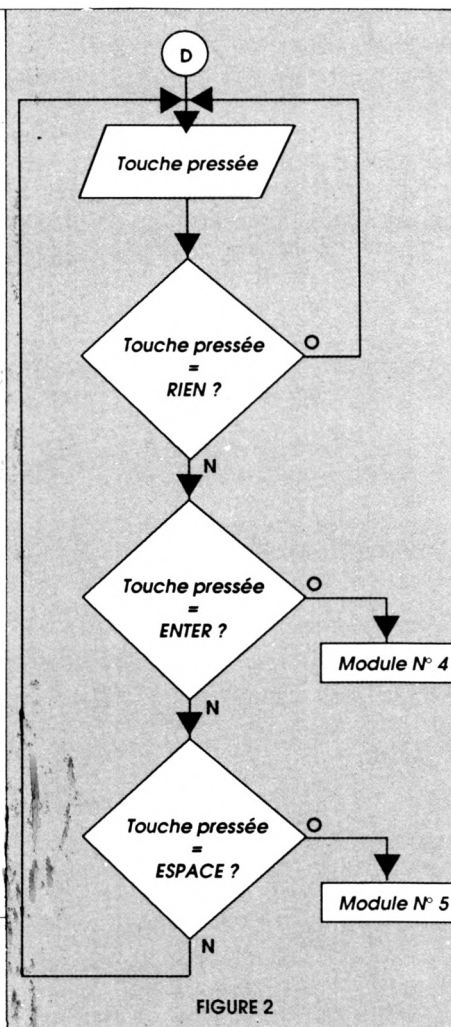 D
Touche pressée
Touche pressée
=
RIEN ?
O
N
Touche pressée
=
ENTER ?
O
Module N° 4
N
Touche pressée
=
ESPACE ?
O
Module N° 5
N
FIGURE 2